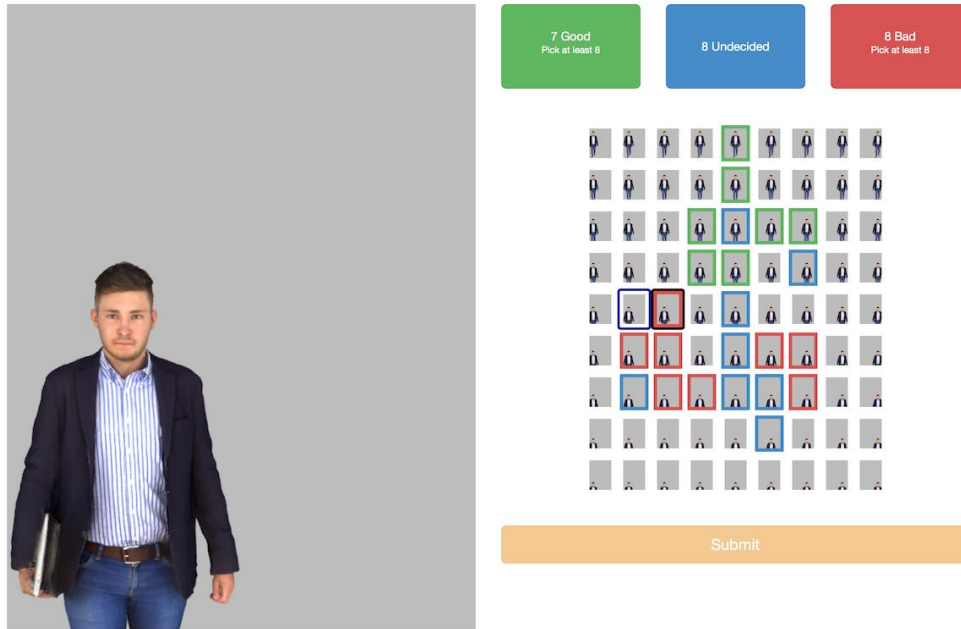 7 Good
Pick at least 8
8 Undecided
8 Bad
Pick at least 8
Submit